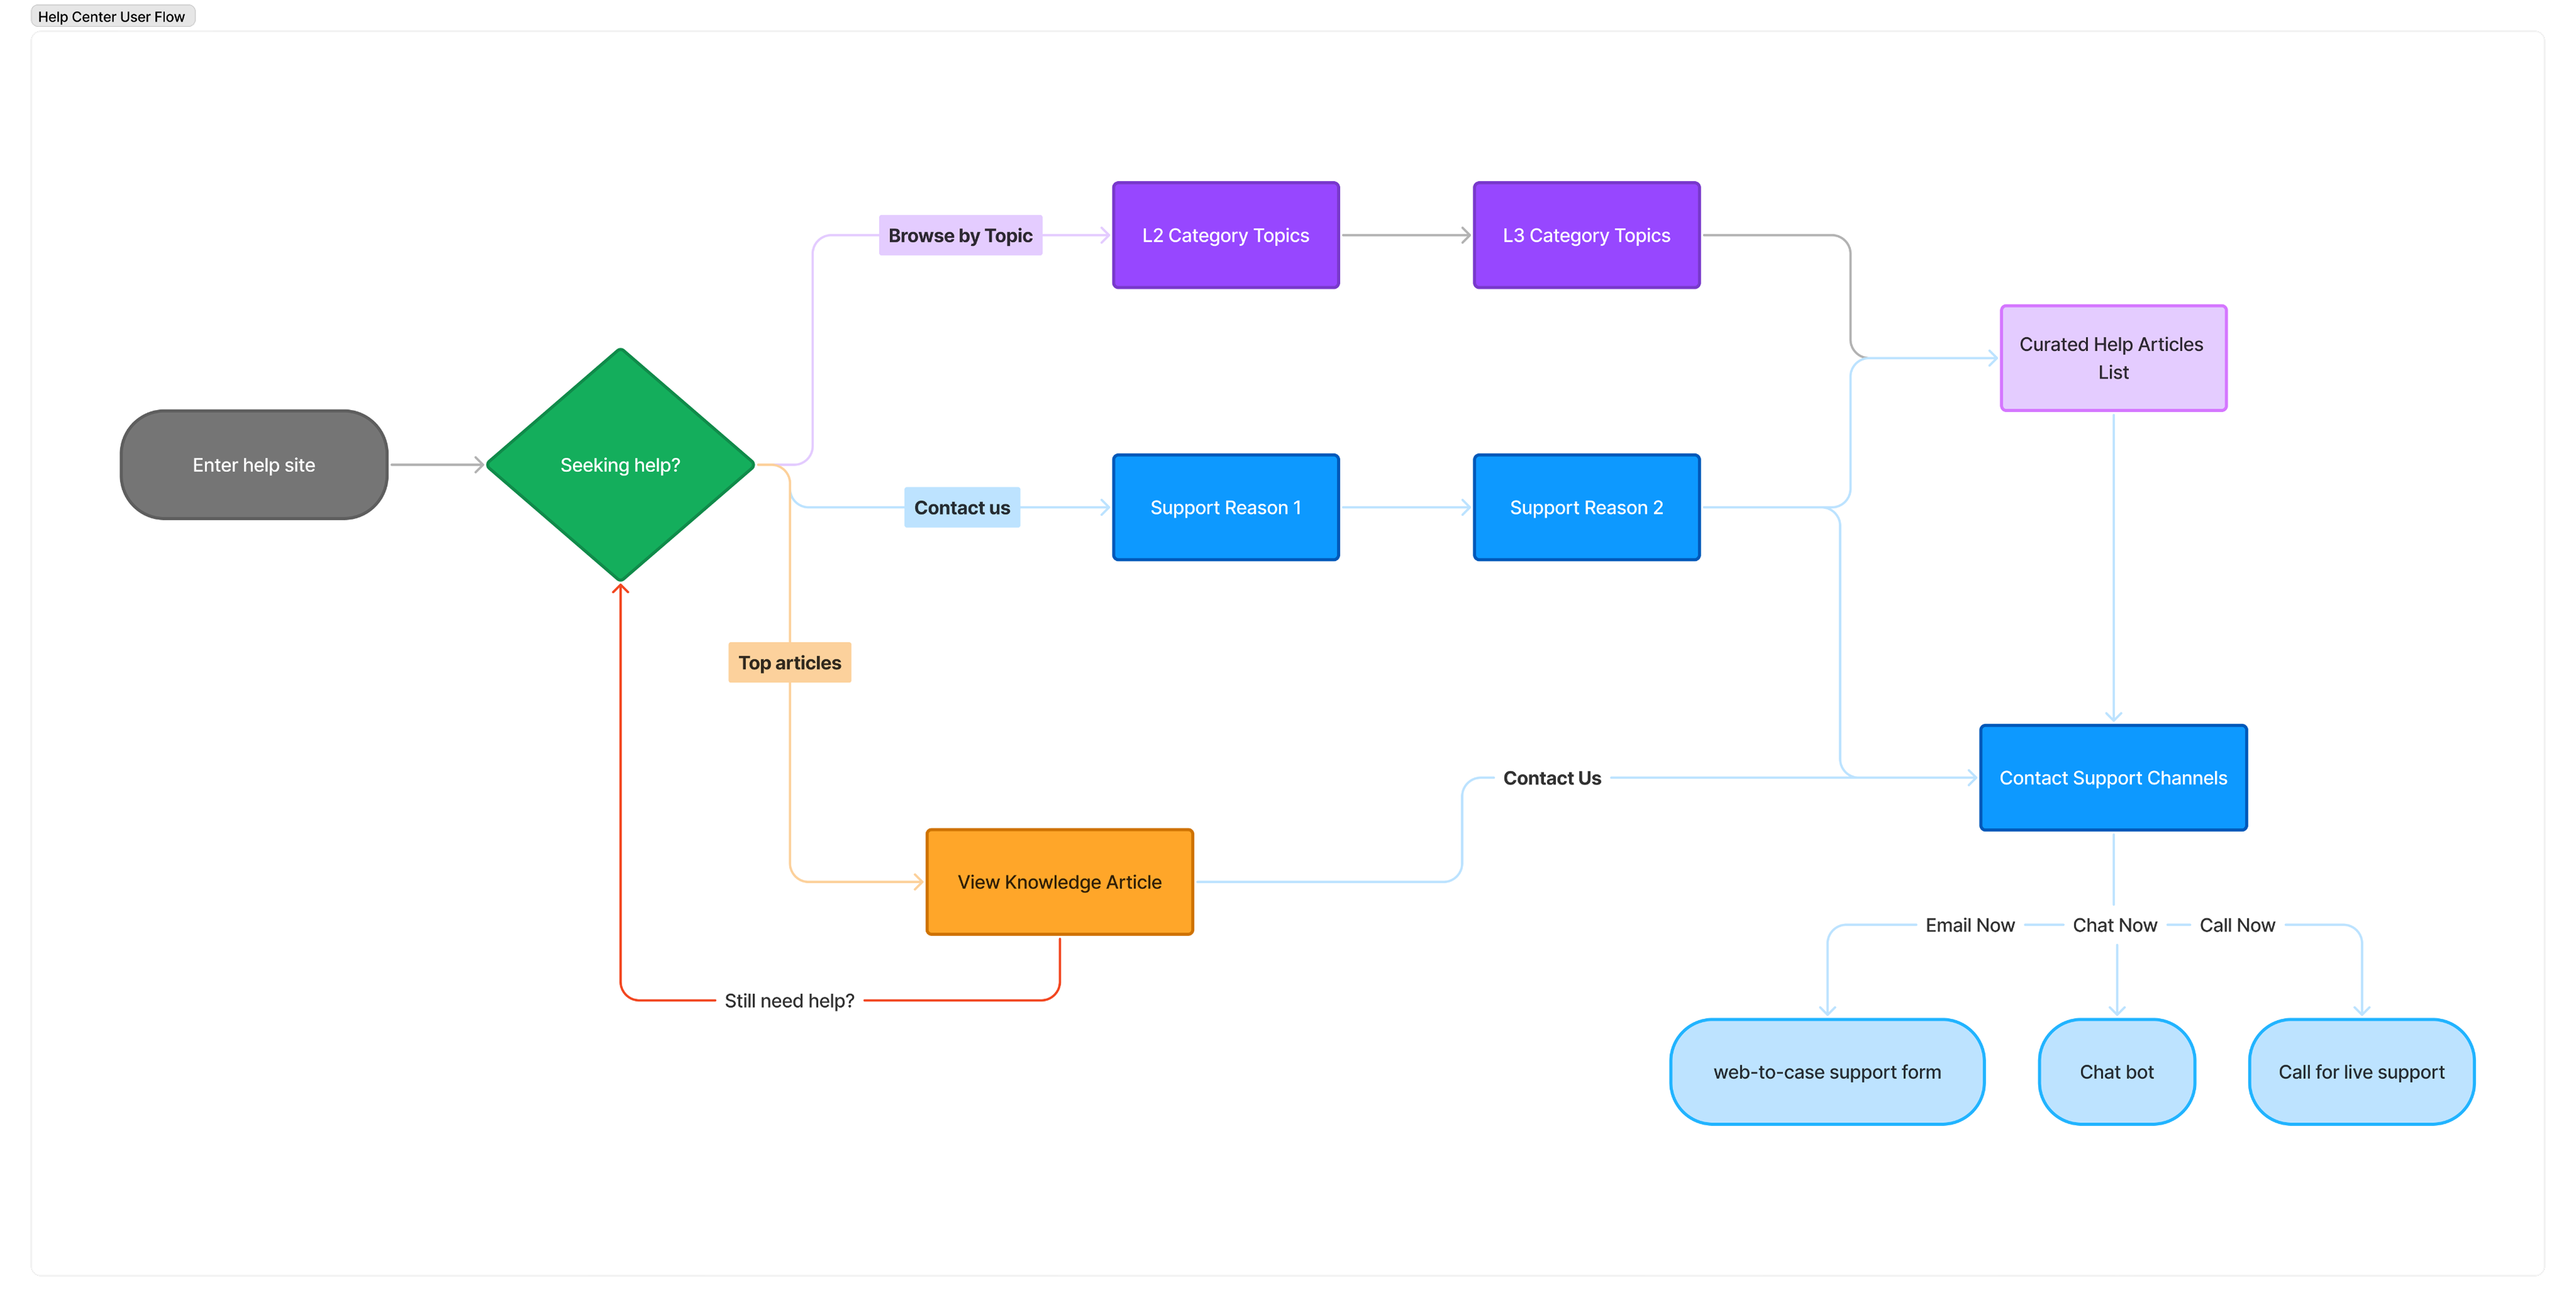 Help Center User Flow
Browse by Topic
L2 Category Topics
L3 Category Topics
Curated Help Articles
List
Enter help site
Seeking help?
Contact us
Support Reason 1
Support Reason 2
Top articles
Contact Us
Contact Support Channels
View Knowledge Article
Still need help?
Email Now
Chat Now
Call Now
web-to-case support form
Chat bot
Call for live support